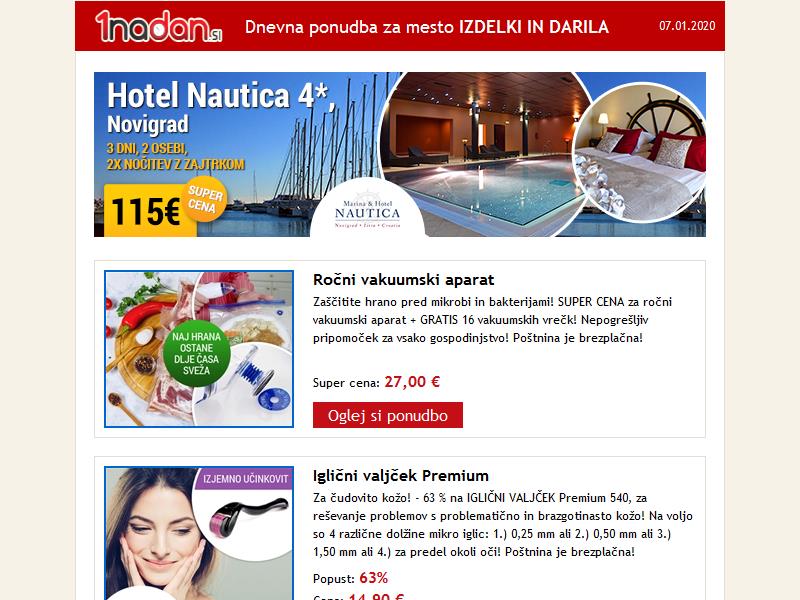 1nadan.si
Dnevna ponudba za mesto IZDELKI IN DARILA
07.01.2020
Hotel Nautica 4*,
Novigrad
3 DNI, 2 OSEBI,
2X NOČITEV Z ZAJTRKOM
115€
SUPER
CENA
Marina & Hotel
NAUTICA
Novigrad • Istra • Croatia
NAJ HRANA
OSTANE
DLJE ČASA
SVEŽA
Ročni vakuumski aparat
Zaščitite hrano pred mikrobi in bakterijami! SUPER CENA za ročni
vakuumski aparat + GRATIS 16 vakuumskih vrečk! Nepogrešljiv
pripomoček za vsako gospodinjstvo! Poštnina je brezplačna!
Super cena: 27,00 €
Oglej si ponudbo
IZJEMNO UČINKOVIT
Iglični valjček Premium
Za čudovito kožo! - 63 % na IGLIČNI VALJČEK Premium 540, za
reševanje problemov s problematično in brazgotinasto kožo! Na voljo
so 4 različne dolžine mikro iglic: 1.) 0,25 mm ali 2.) 0,50 mm ali 3.)
1,50 mm ali 4.) za predel okoli oči! Poštnina je brezplačna!
Popust: 63%
Cena: 14,90 €